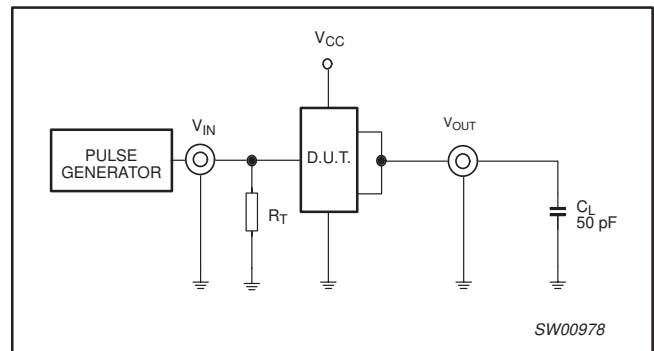 VCC
VIN
VOUT
PULSE
GENERATOR
D.U.T.
RT
CL
50 pF
SW00978